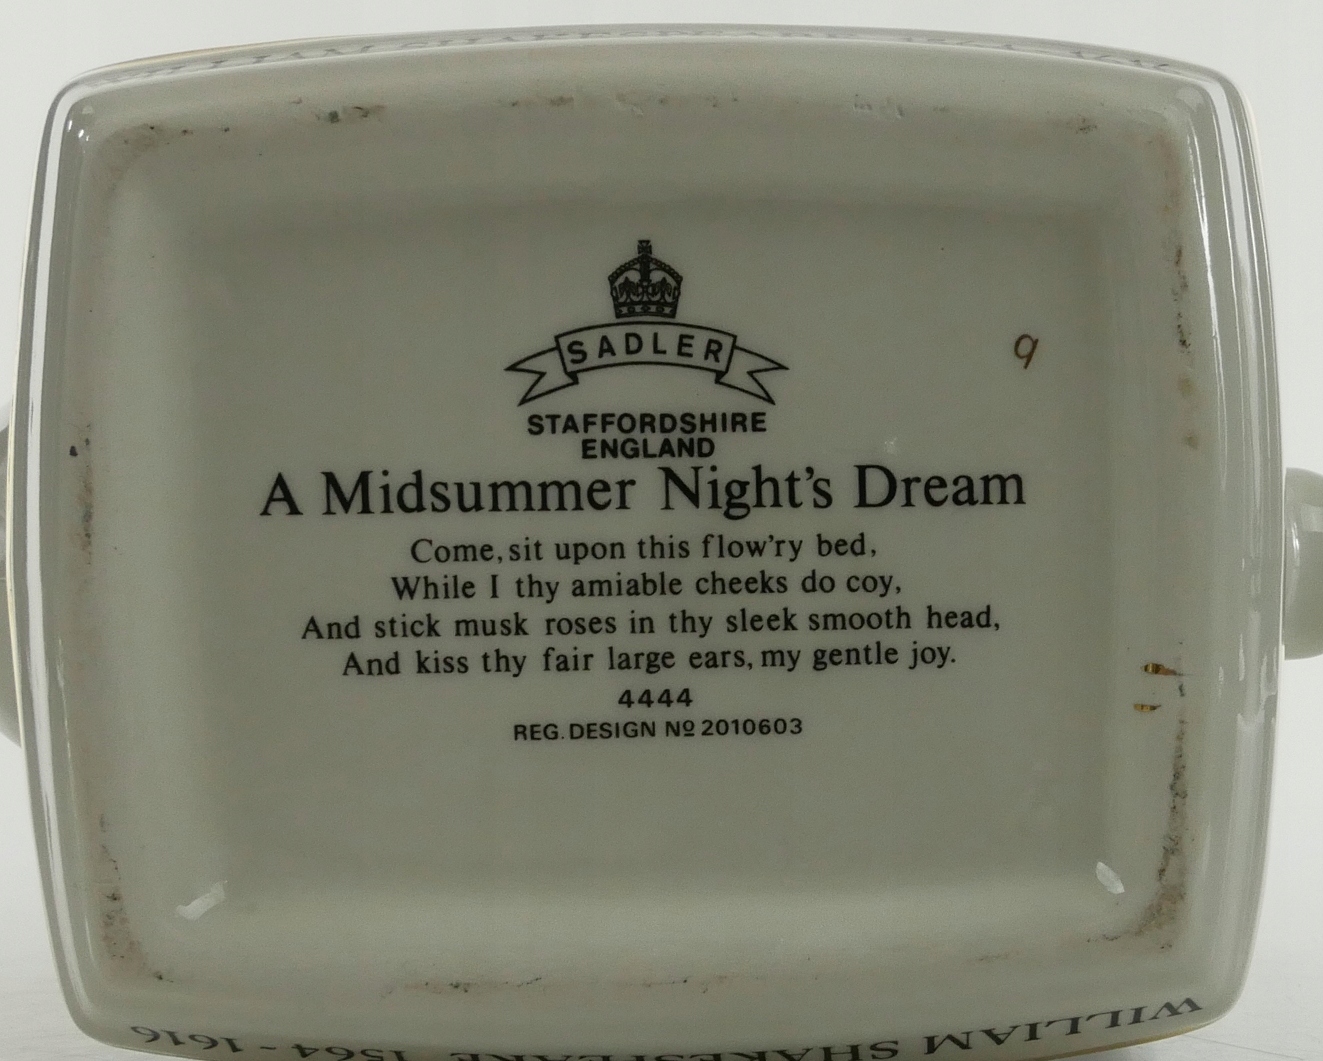 SADLER
STAFFORDSHIRE
ENGLAND
A Midsummer Night's Dream
Come, sit upon this flow'ry bed,
While I thy amiable cheeks do coy,
And stick musk roses in thy sleek smooth head,
And kiss thy fair large ears, my gentle joy.
4444
REG. DESIGN Nº 2010603
9
WILLIAM SHAKESPEARE 1564 - 1616